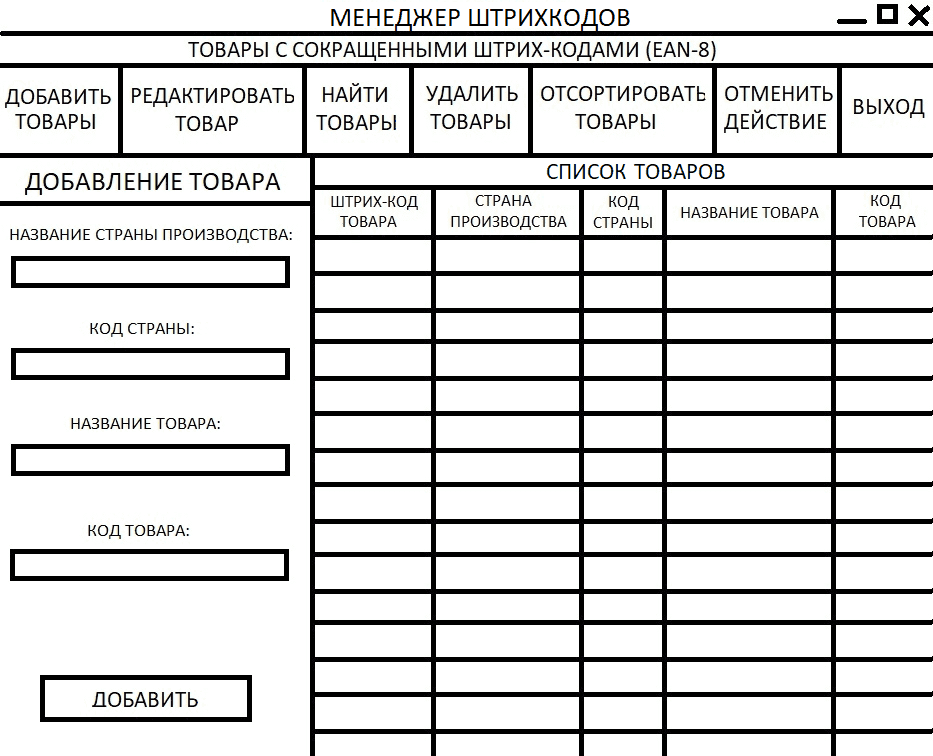 МЕНЕДЖЕР ШТРИХКОДОВ
ТОВАРЫ С СОКРАЩЕННЫМИ ШТРИХ-КОДАМИ (EAN-8)
ДОБАВИТЬ
ТОВАРЫ
РЕДАКТИРОВАТЬ
ТОВАР
НАЙТИ
ТОВАРЫ
УДАЛИТЬ
ТОВАРЫ
ОТСОРТИРОВАТЬ
ТОВАРЫ
ОТМЕНИТЬ
ДЕЙСТВИЕ
ВЫХОД
ДОБАВЛЕНИЕ ТОВАРА
НАЗВАНИЕ СТРАНЫ ПРОИЗВОДСТВА:
КОД СТРАНЫ:
НАЗВАНИЕ ТОВАРА:
КОД ТОВАРА:
ДОБАВИТЬ
СПИСОК ТОВАРОВ
ШТРИХ-КОД
ТОВАРА
СТРАНА
ПРОИЗВОДСТВА
КОД
СТРАНЫ
НАЗВАНИЕ ТОВАРА
КОД
ТОВАРА